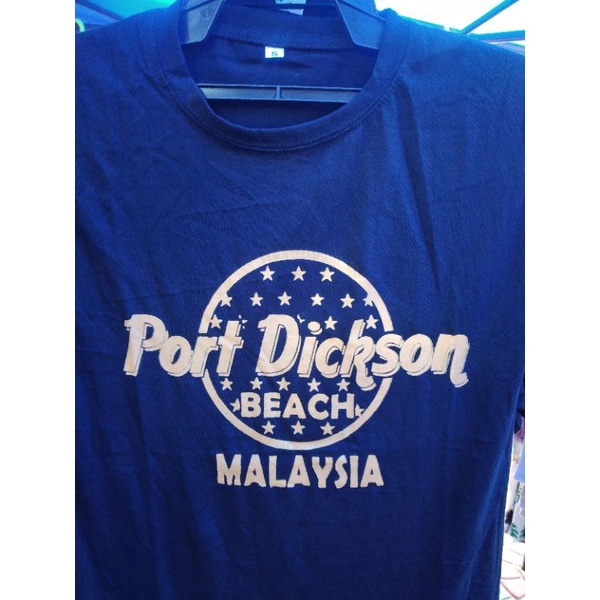 S
Port Dickson
BEACH
MALAYSIA